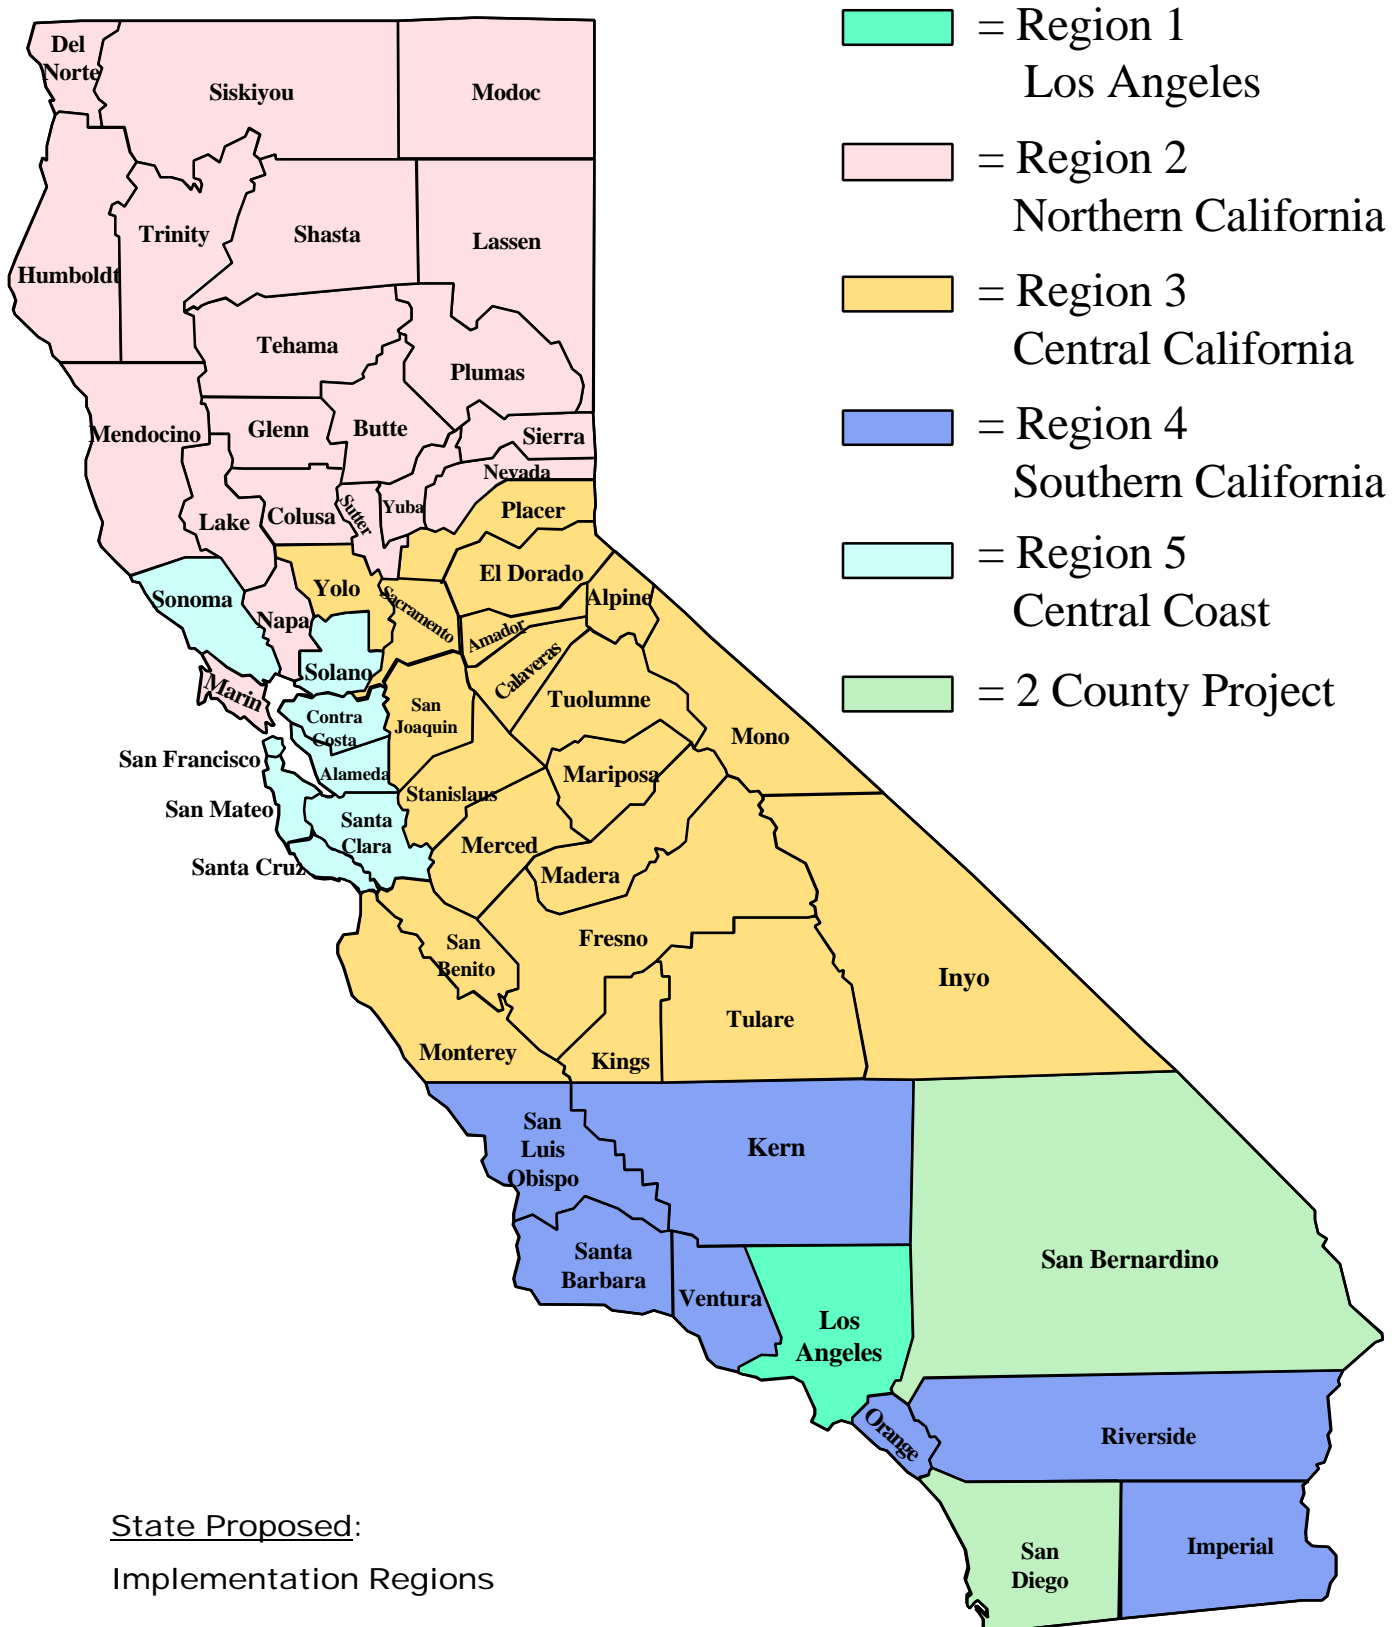 = Region 1
Los Angeles
= Region 2
Northern California
= Region 3
Central California
= Region 4
Southern California
= Region 5
Central Coast
= 2 County Project
Del
Norte
Siskiyou
Modoc
Trinity
Shasta
Lassen
Humboldt
Tehama
Plumas
Mendocino
Glenn
Butte
Sierra
Nevada
Lake
Colusa
Sutter
Yuba
Placer
El Dorado
Yolo
Sonoma
Napa
Sacramento
Alpine
Amador
Solano
Calaveras
Marin
Tuolumne
Contra
Costa
San
Joaquin
Mono
San Francisco
Alameda
Mariposa
San Mateo
Stanislaus
Santa
Clara
Merced
Santa Cruz
Madera
Fresno
San
Benito
Inyo
Tulare
Monterey
Kings
San
Luis
Obispo
Kern
Santa
Barbara
San Bernardino
Ventura
Los
Angeles
Orange
Riverside
San
Diego
Imperial
State Proposed:
Implementation Regions